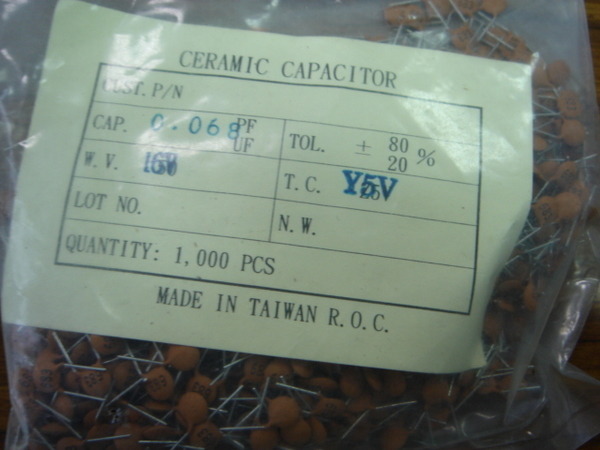 CERAMIC CAPACITOR
CUST. P/N
CAP. 0.068 PF UF
TOL. ± 80 20 %
W. V.
T. C. Y5V
LOT NO.
N. W.
QUANTITY: 1,000 PCS
MADE IN TAIWAN R. O. C.